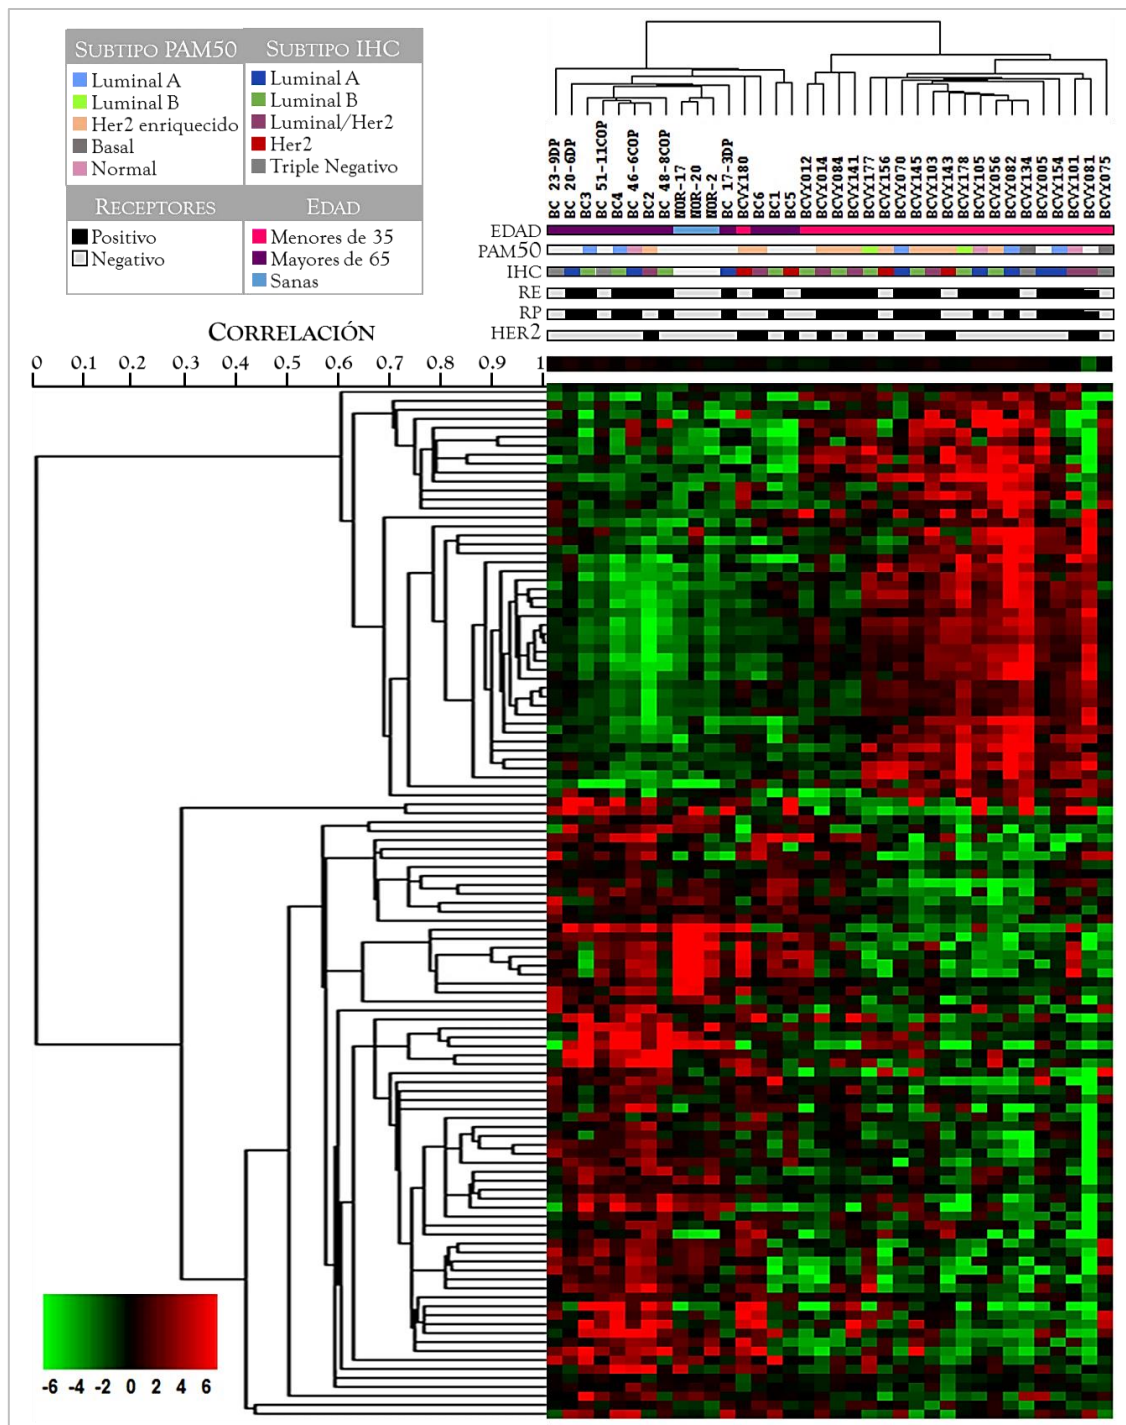 SUBTIPO PAM50
Luminal A
Luminal B
Her2 enriquecido
Basal
Normal
SUBTIPO IHC
Luminal A
Luminal B
Luminal/Her2
Her2
Triple Negativo
RECEPTORES
Positivo
Negativo
EDAD
Menores de 35
Mayores de 65
Sanas
BC 23-9DP
BC 20-6DP
BC3
BC 51-11COP
BC4
BC 46-6COP
BC2
BC 48-8COP
NOR-17
NOR-20
NOR-2
BC 17-3DP
BCVY180
BC6
BC1
BC5
BCVY012
BCVY014
BCVY084
BCVY141
BCVY177
BCVY156
BCVY070
BCVY145
BCVY103
BCVY143
BCVY178
BCVY105
BCVY056
BCVY082
BCVY134
BCVY005
BCVY154
BCVY101
BCVY081
BCVY075
EDAD
PAM50
IHC
RE
RP
HER2
CORRELACIÓN
0 0.1 0.2 0.3 0.4 0.5 0.6 0.7 0.8 0.9 1
-6 -4 -2 0 2 4 6